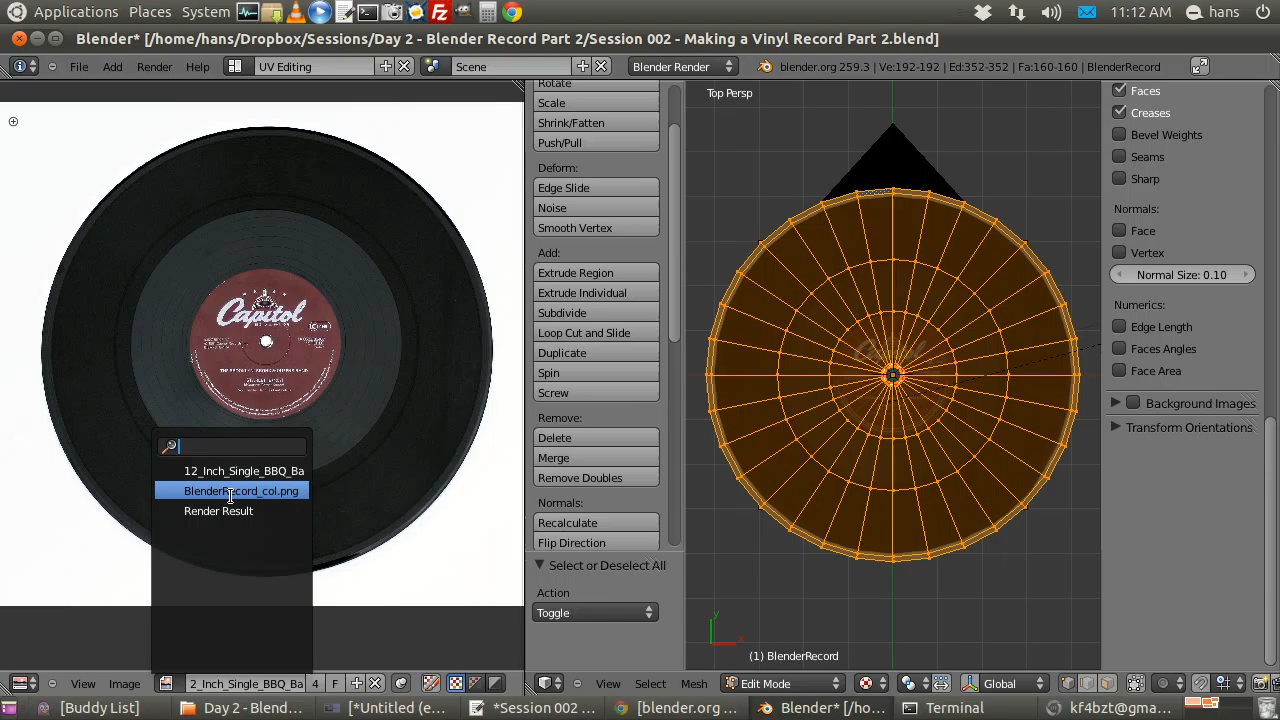 Applications Places System 11:12 AM hans
Blender* [/home/hans/Dropbox/Sessions/Day 2 - Blender Record Part 2/Session 002 - Making a Vinyl Record Part 2.blend]
File Add Render Help UV Editing Scene Blender Render blender.org 259.3 | Ve:192-192 | Ed:352-352 | Fa:160-160 | BlenderRecord
Capitol
12_Inch_Single_BBQ_Ba
BlenderRecord_col.png
Render Result
View Image 2_Inch_Single_BBQ_Ba 4 F
Rotate
Scale
Shrink/Fatten
Push/Pull
Deform:
Edge Slide
Noise
Smooth Vertex
Add:
Extrude Region
Extrude Individual
Subdivide
Loop Cut and Slide
Duplicate
Spin
Screw
Remove:
Delete
Merge
Remove Doubles
Normals:
Recalculate
Flip Direction
Select or Deselect All
Action
Toggle
Top Persp
y
x
(1) BlenderRecord
View Select Mesh Edit Mode Global
Faces
Creases
Bevel Weights
Seams
Sharp
Normals:
Face
Vertex
Normal Size: 0.10
Numerics:
Edge Length
Faces Angles
Face Area
Background Images
Transform Orientations
[Buddy List] Day 2 - Blend... [*Untitled (e... *Session 002 ... [blender.org ... Blender* [/ho... Terminal kf4bzt@gma...